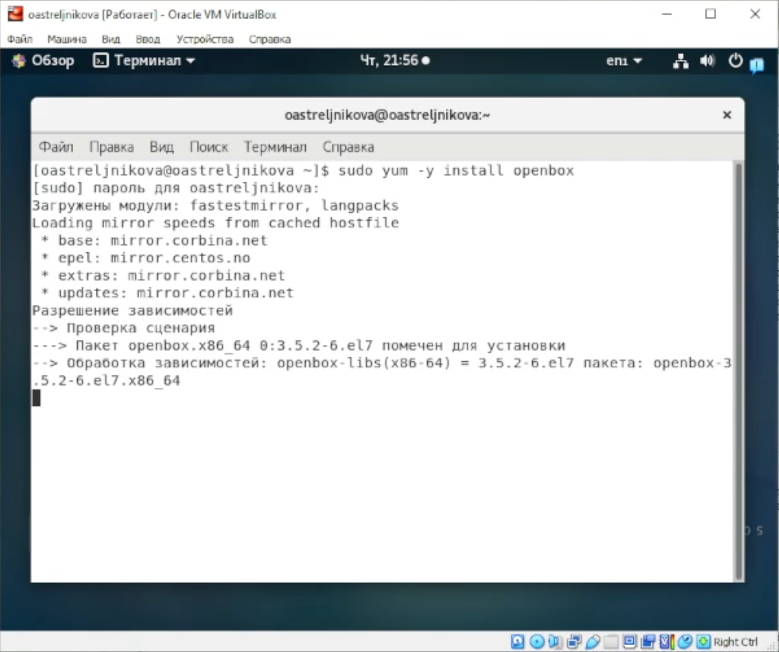 oastreljnikova [Работает] - Oracle VM VirtualBox
Файл Машина Вид Ввод Устройства Справка
Обзор Терминал Чт, 21:56 en1
oastreljnikova@oastreljnikova:~
Файл Правка Вид Поиск Терминал Справка
[oastreljnikova@oastreljnikova ~]$ sudo yum -y install openbox
[sudo] пароль для oastreljnikova:
Загружены модули: fastestmirror, langpacks
Loading mirror speeds from cached hostfile
* base: mirror.corbina.net
* epel: mirror.centos.no
* extras: mirror.corbina.net
* updates: mirror.corbina.net
Разрешение зависимостей
--> Проверка сценария
---> Пакет openbox.x86_64 0:3.5.2-6.el7 помечен для установки
--> Обработка зависимостей: openbox-libs(x86-64) = 3.5.2-6.el7 пакета: openbox-3
.5.2-6.el7.x86_64
O S
Right Ctrl